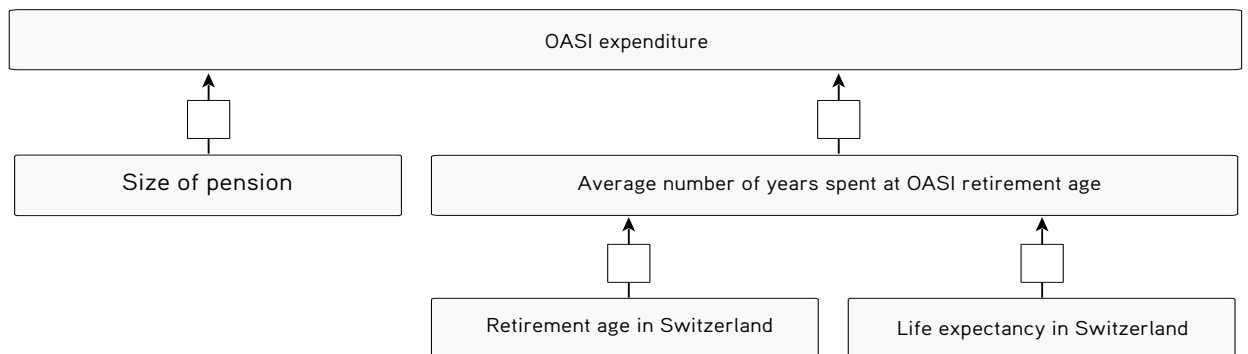 OASI expenditure
Size of pension
Average number of years spent at OASI retirement age
Retirement age in Switzerland
Life expectancy in Switzerland